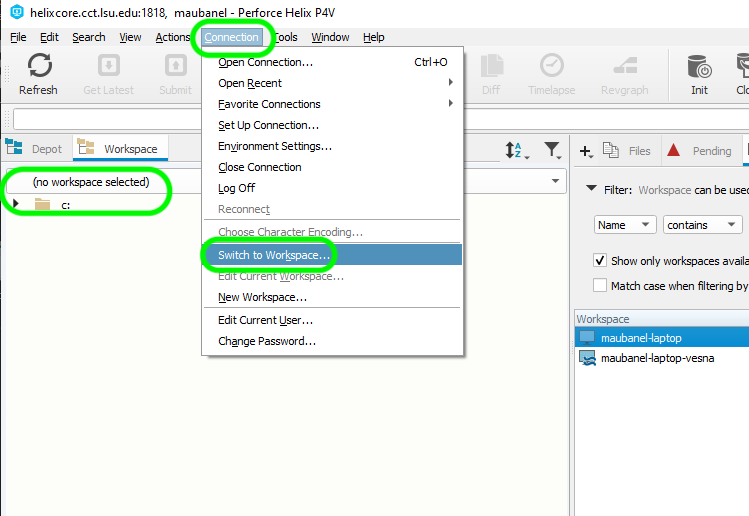 helixcore.cct.lsu.edu:1818, maubanel - Perforce Helix P4V
File Edit Search View Actions Connection Tools Window Help
Refresh Get Latest Submit Diff Timelapse Revgraph Init Clo
Open Connection... Ctrl+O
Open Recent
Favorite Connections
Set Up Connection...
Environment Settings...
Close Connection
Log Off
Reconnect
Choose Character Encoding...
Switch to Workspace...
Edit Current Workspace...
New Workspace...
Edit Current User...
Change Password...
Depot Workspace
(no workspace selected)
c:
Files Pending
Filter: Workspace can be used
Name contains
Show only workspaces availa
Match case when filtering by
Workspace
maubanel-laptop
maubanel-laptop-vesna